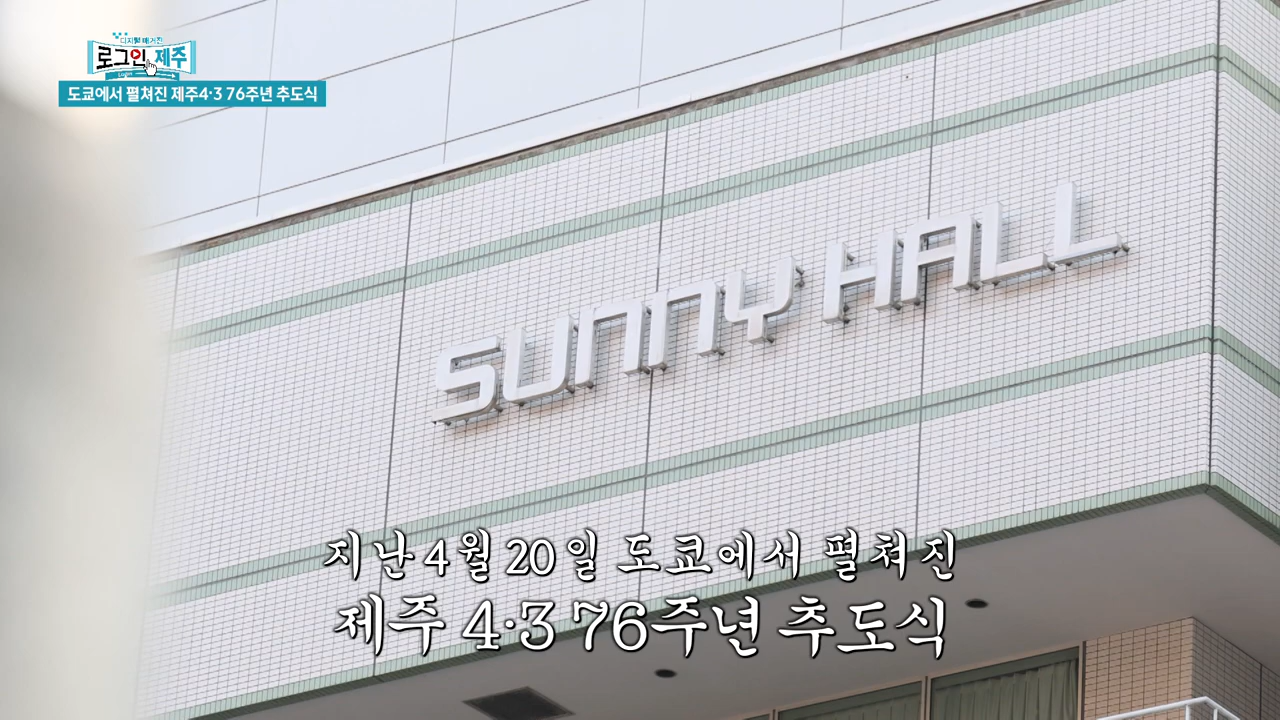 디지털 매거진
로그인 제주
Login
도쿄에서 펼쳐진 제주4·3 76주년 추도식
SUNNY HALL
지난 4월 20일 도쿄에서 펼쳐진
제주 4·3 76주년 추도식